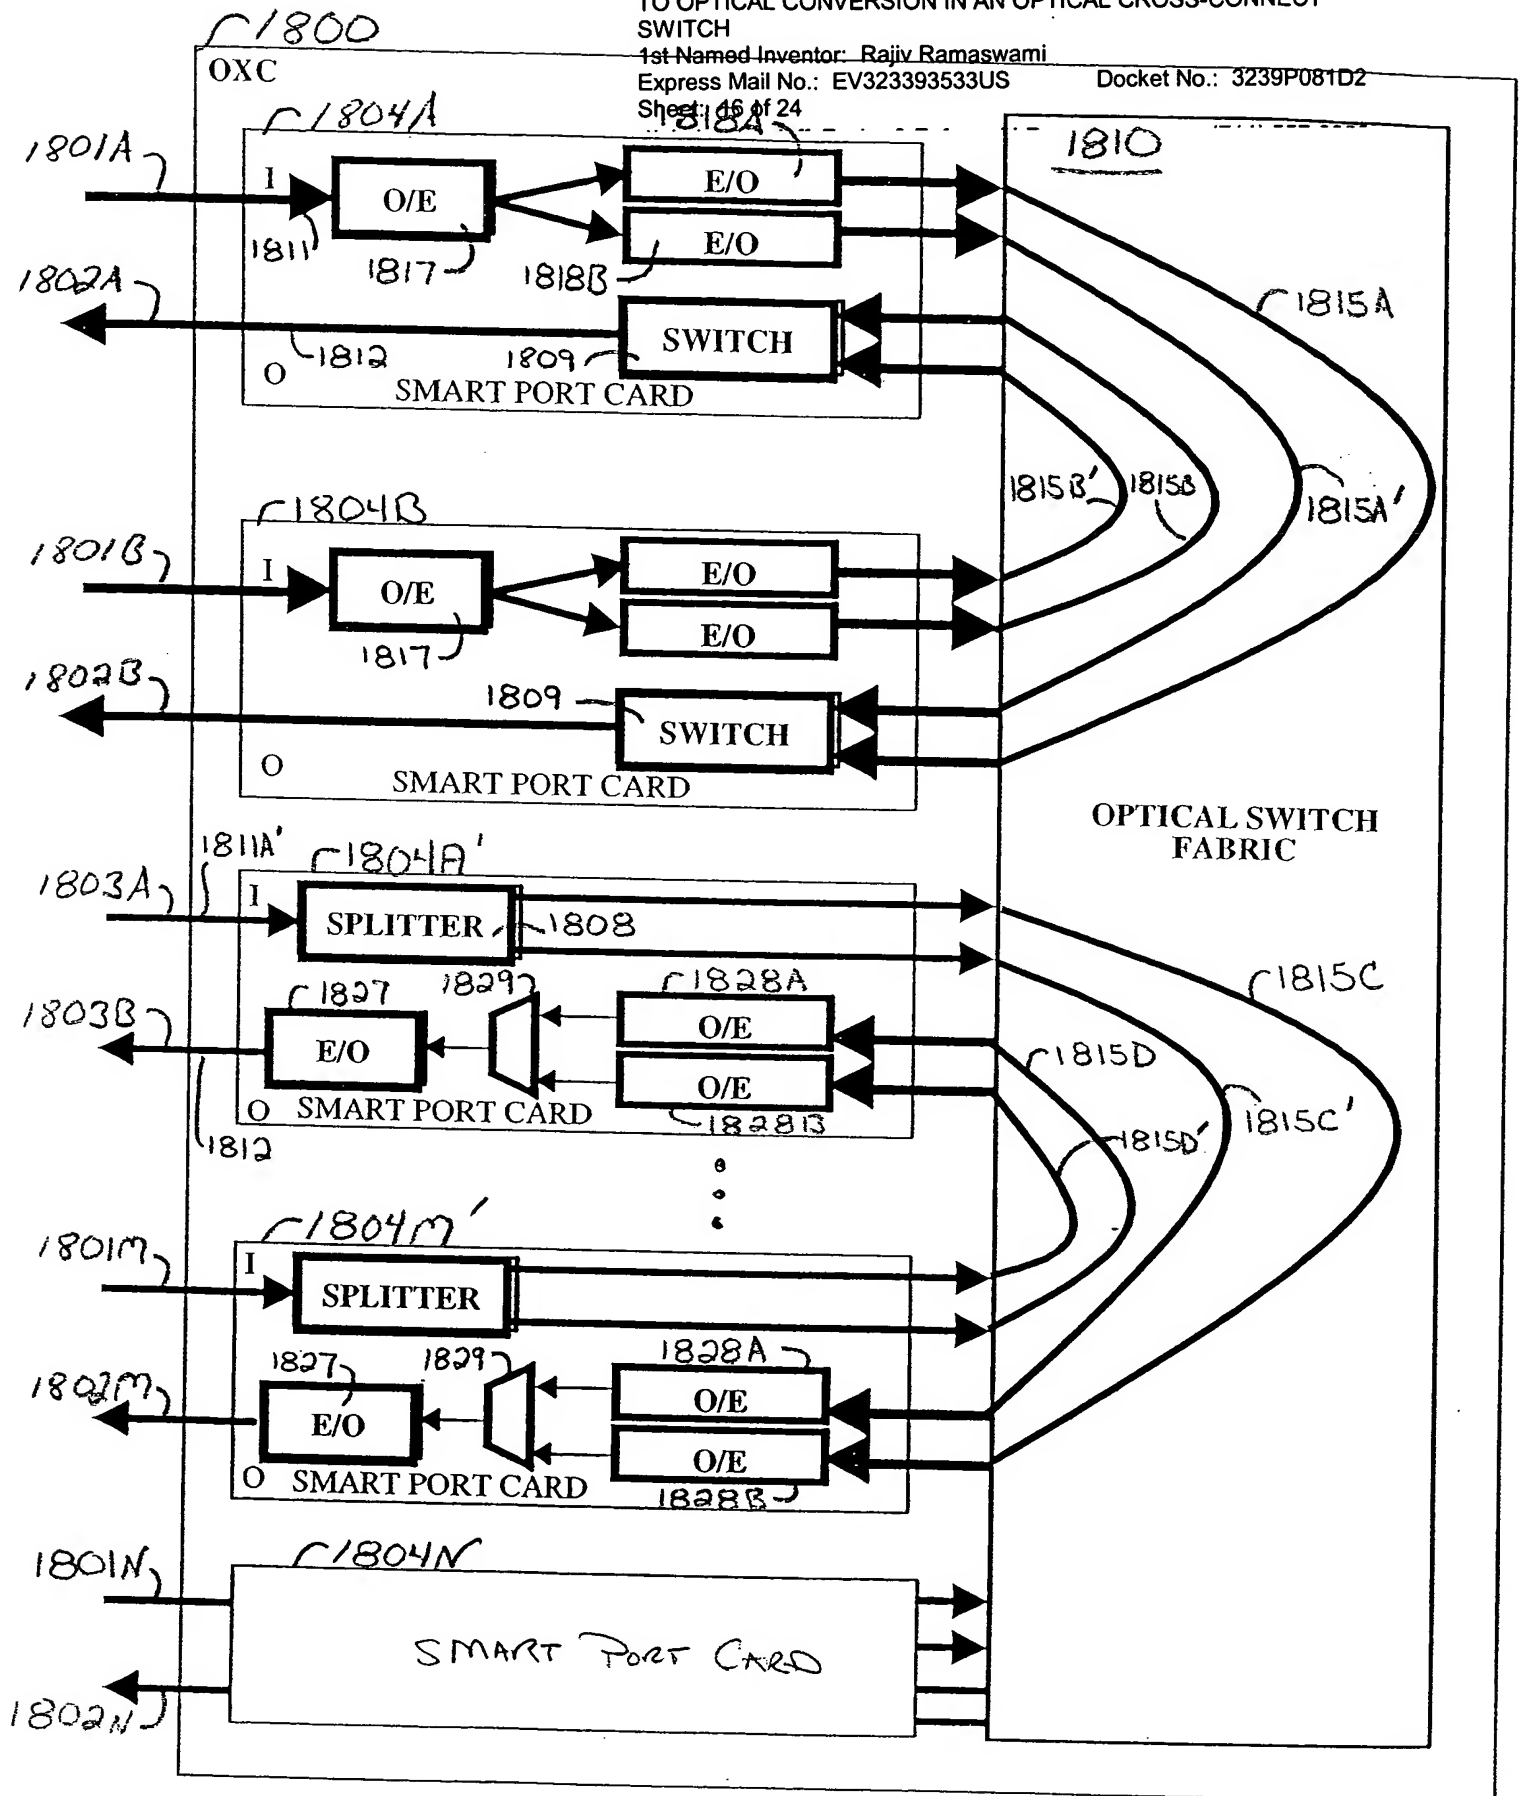 TO OPTICAL CONVERSION IN AN OPTICAL CROSS-CONNECT
SWITCH
1st Named Inventor: Rajiv Ramaswami
Express Mail No.: EV323393533US Docket No.: 3239P081D2
Sheet: 16 of 24
1800
OXC
1804A
1818A
1810
1801A
I
O/E
E/O
E/O
1811
1817
1818B
1802A
1815A
SWITCH
1812
1809
O
SMART PORT CARD
1815B'
1815B
1815A'
1804B
1801B
I
O/E
E/O
E/O
1817
1802B
1809
SWITCH
O
SMART PORT CARD
OPTICAL SWITCH
FABRIC
1811A'
1804A'
1803A
I
SPLITTER
1808
1815C
1827
1829
1828A
1803B
E/O
O/E
O/E
1815D
O
SMART PORT CARD
1828B
1815D'
1815C'
1812
1804M'
1801M
I
SPLITTER
1827
1829
1828A
1802M
E/O
O/E
O/E
O
SMART PORT CARD
1828B
1804N
1801N
SMART PORT CARD
1802N